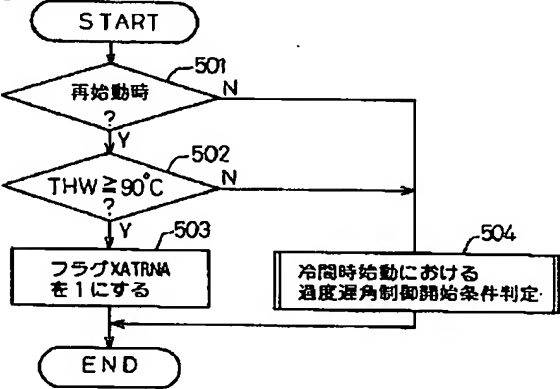 START
501
再始動時
?
N
Y
502
THW≧90℃
?
N
Y
503
フラグXATRNA
を1にする
504
冷間時始動における
過度遅角制御開始条件判定
END